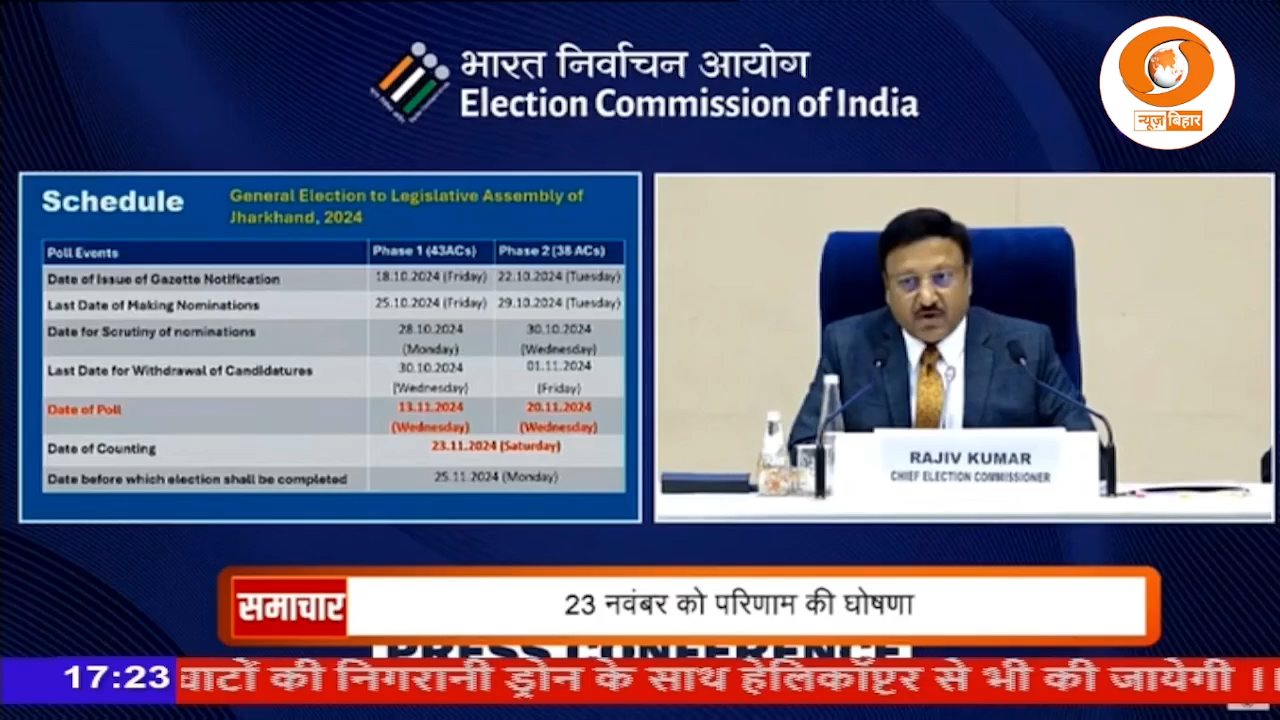 भारत निर्वाचन आयोग
Election Commission of India
न्यूज़ बिहार
Schedule
General Election to Legislative Assembly of
Jharkhand, 2024
Poll Events Phase 1 (43ACs) Phase 2 (38 ACs)
Date of Issue of Gazette Notification 18.10.2024 (Friday) 22.10.2024 (Tuesday)
Last Date of Making Nominations 25.10.2024 (Friday) 29.10.2024 (Tuesday)
Date for Scrutiny of nominations 28.10.2024 30.10.2024
(Monday) (Wednesday)
Last Date for Withdrawal of Candidatures 30.10.2024 01.11.2024
(Wednesday) (Friday)
Date of Poll 13.11.2024 20.11.2024
(Wednesday) (Wednesday)
Date of Counting 23.11.2024 (Saturday)
Date before which election shall be completed 25.11.2024 (Monday)
RAJIV KUMAR
CHIEF ELECTION COMMISSIONER
समाचार 23 नवंबर को परिणाम की घोषणा
PRESS CONFERENCE
17:23 घाटों की निगरानी ड्रोन के साथ हेलिकॉप्टर से भी की जायेगी ।